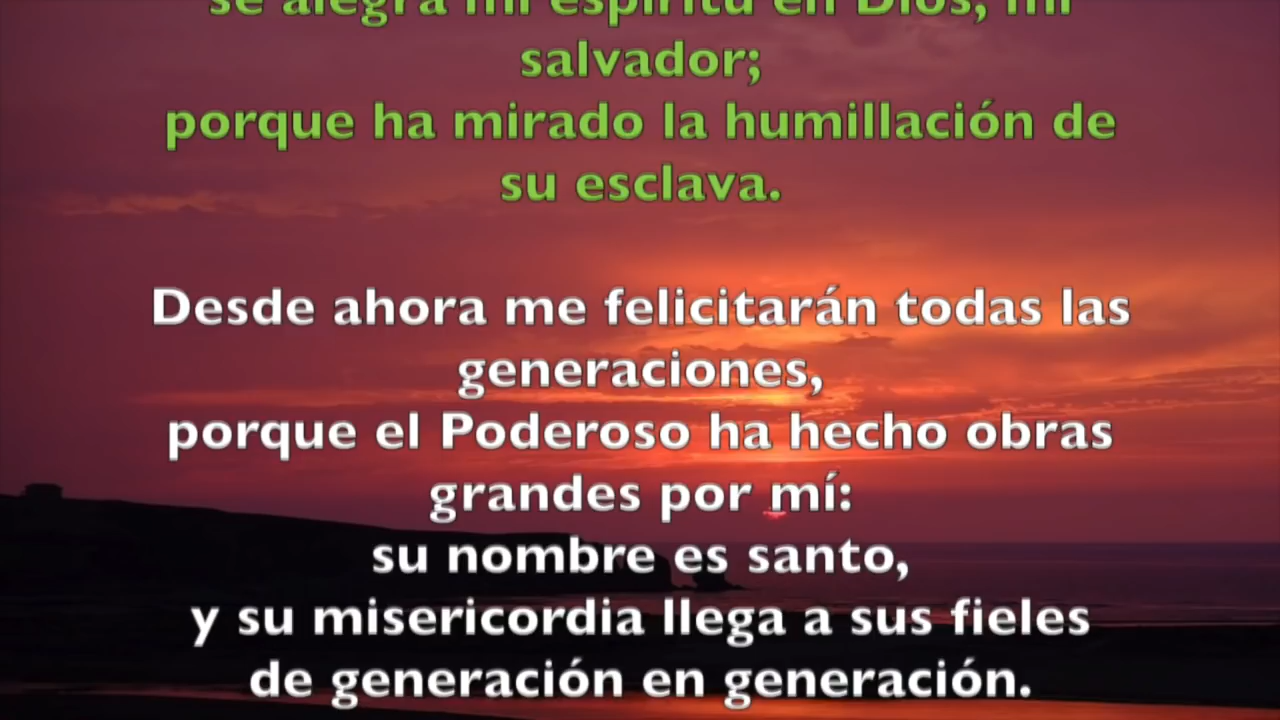 se alegra mi espíritu en Dios, mi
salvador;
porque ha mirado la humillación de
su esclava.
Desde ahora me felicitarán todas las
generaciones,
porque el Poderoso ha hecho obras
grandes por mí:
su nombre es santo,
y su misericordia llega a sus fieles
de generación en generación.